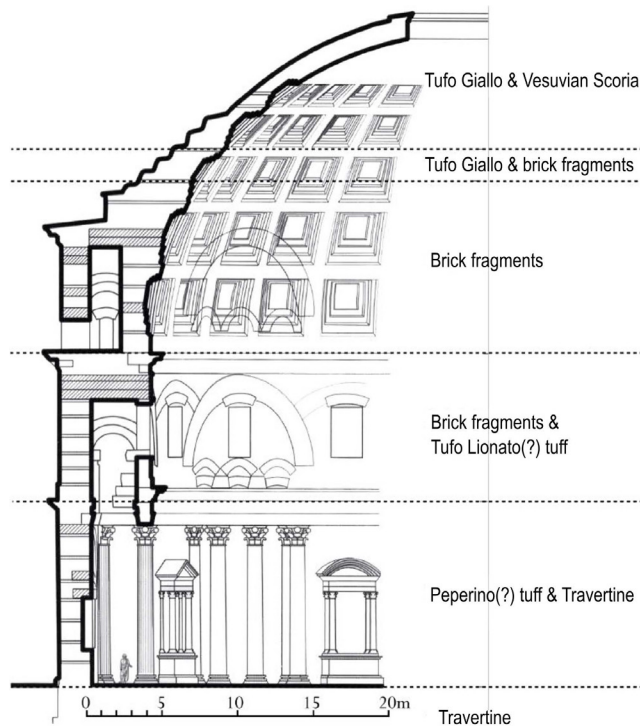 Tufo Giallo & Vesuvian Scoria
Tufo Giallo & brick fragments
Brick fragments
Brick fragments &
Tufo Lionato(?) tuff
Peperino(?) tuff & Travertine
0 5 10 15 20m
Travertine